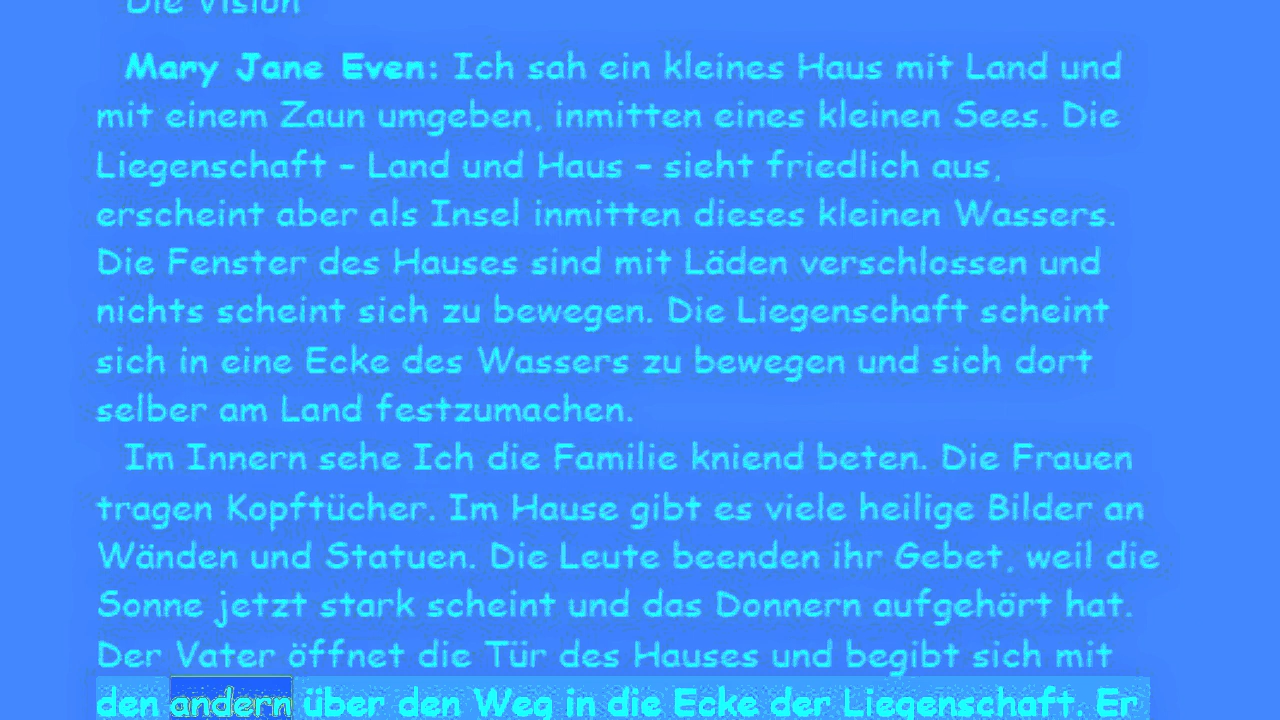 Die Vision
Mary Jane Even: Ich sah ein kleines Haus mit Land und
mit einem Zaun umgeben, inmitten eines kleinen Sees. Die
Liegenschaft – Land und Haus – sieht friedlich aus,
erscheint aber als Insel inmitten dieses kleinen Wassers.
Die Fenster des Hauses sind mit Läden verschlossen und
nichts scheint sich zu bewegen. Die Liegenschaft scheint
sich in eine Ecke des Wassers zu bewegen und sich dort
selber am Land festzumachen.
Im Innern sehe Ich die Familie kniend beten. Die Frauen
tragen Kopftücher. Im Hause gibt es viele heilige Bilder an
Wänden und Statuen. Die Leute beenden ihr Gebet, weil die
Sonne jetzt stark scheint und das Donnern aufgehört hat.
Der Vater öffnet die Tür des Hauses und begibt sich mit
den andern über den Weg in die Ecke der Liegenschaft. Er